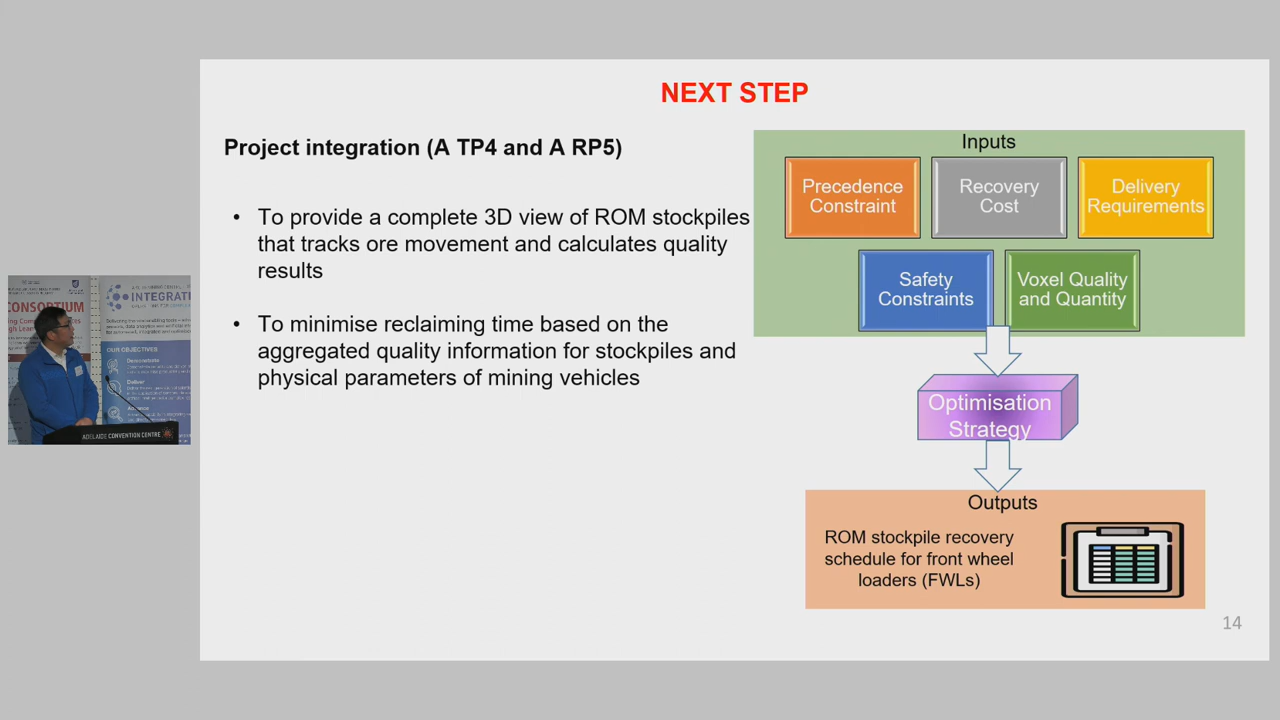 NEXT STEP
Project integration (A TP4 and A RP5)
• To provide a complete 3D view of ROM stockpiles
that tracks ore movement and calculates quality
results
• To minimise reclaiming time based on the
aggregated quality information for stockpiles and
physical parameters of mining vehicles
Inputs
Precedence
Constraint
Recovery
Cost
Delivery
Requirements
Safety
Constraints
Voxel Quality
and Quantity
Optimisation
Strategy
Outputs
ROM stockpile recovery
schedule for front wheel
loaders (FWLs)
14
CONSORTIUM
INTEGRATE
OUR OBJECTIVES
Demonstrate
Deliver
ADELAIDE CONVENTION CENTRE